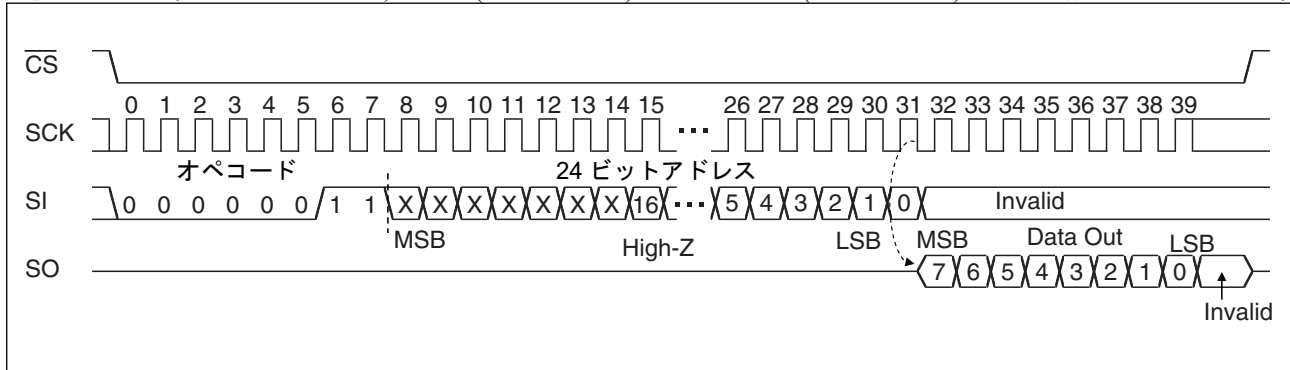 CS
0 1 2 3 4 5 6 7 8 9 10 11 12 13 14 15 26 27 28 29 30 31 32 33 34 35 36 37 38 39
SCK ···
オペコード 24 ビットアドレス
SI 0 0 0 0 0 0 1 1 X X X X X X X 16 ··· 5 4 3 2 1 0 Invalid
MSB High-Z LSB MSB Data Out LSB
SO 7 6 5 4 3 2 1 0
Invalid